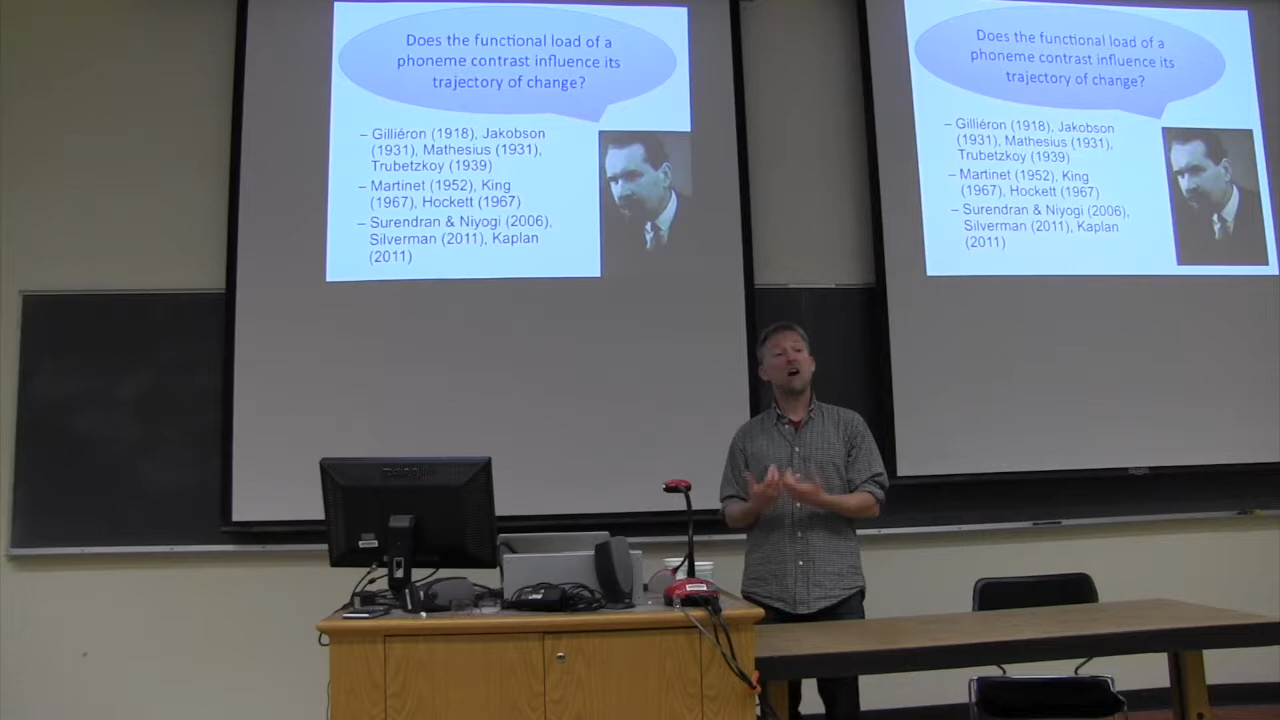 Does the functional load of a
phoneme contrast influence its
trajectory of change?
– Gilliéron (1918), Jakobson
(1931), Mathesius (1931),
Trubetzkoy (1939)
– Martinet (1952), King
(1967), Hockett (1967)
– Surendran & Niyogi (2006),
Silverman (2011), Kaplan
(2011)
Does the functional load of a
phoneme contrast influence its
trajectory of change?
– Gilliéron (1918), Jakobson
(1931), Mathesius (1931),
Trubetzkoy (1939)
– Martinet (1952), King
(1967), Hockett (1967)
– Surendran & Niyogi (2006),
Silverman (2011), Kaplan
(2011)